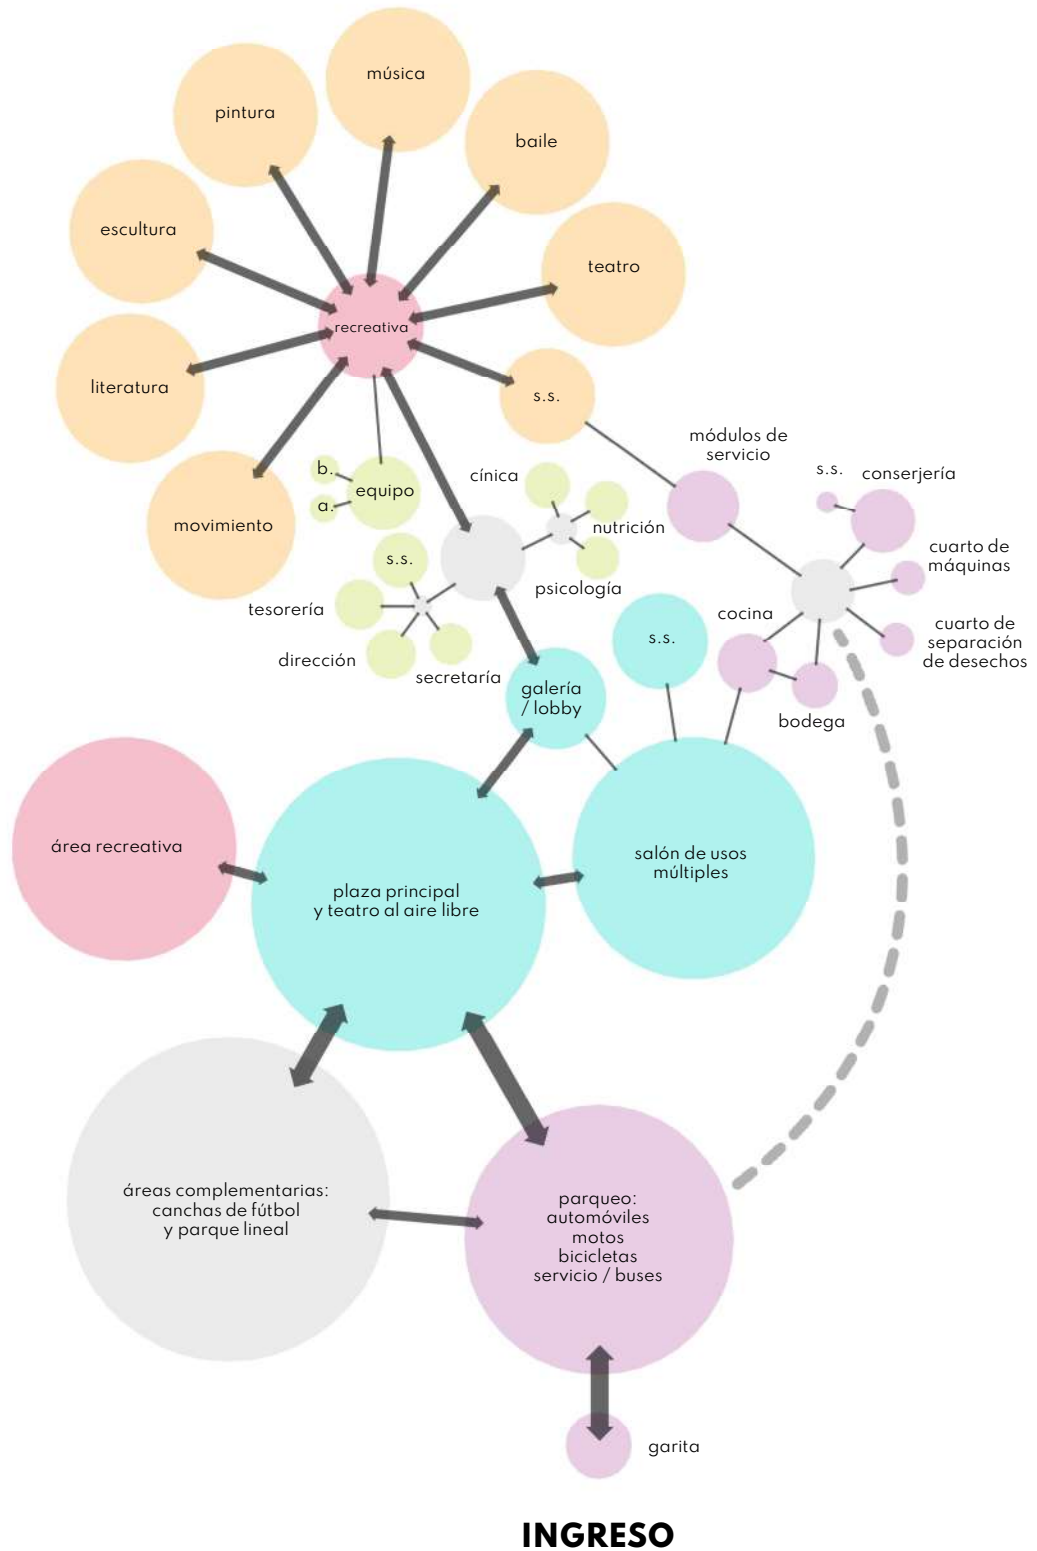 música
pintura
baile
escultura
teatro
recreativa
literatura
s.s.
movimiento
b.
a.
equipo
cínica
nutrición
psicología
módulos de
servicio
s.s.
conserjería
cuarto de
máquinas
cuarto de
separación
de desechos
cocina
bodega
s.s.
tesorería
dirección
secretaría
s.s.
galería
/ lobby
área recreativa
plaza principal
y teatro al aire libre
salón de usos
múltiples
áreas complementarias:
canchas de fútbol
y parque lineal
parqueo:
automóviles
motos
bicicletas
servicio / buses
garita
INGRESO